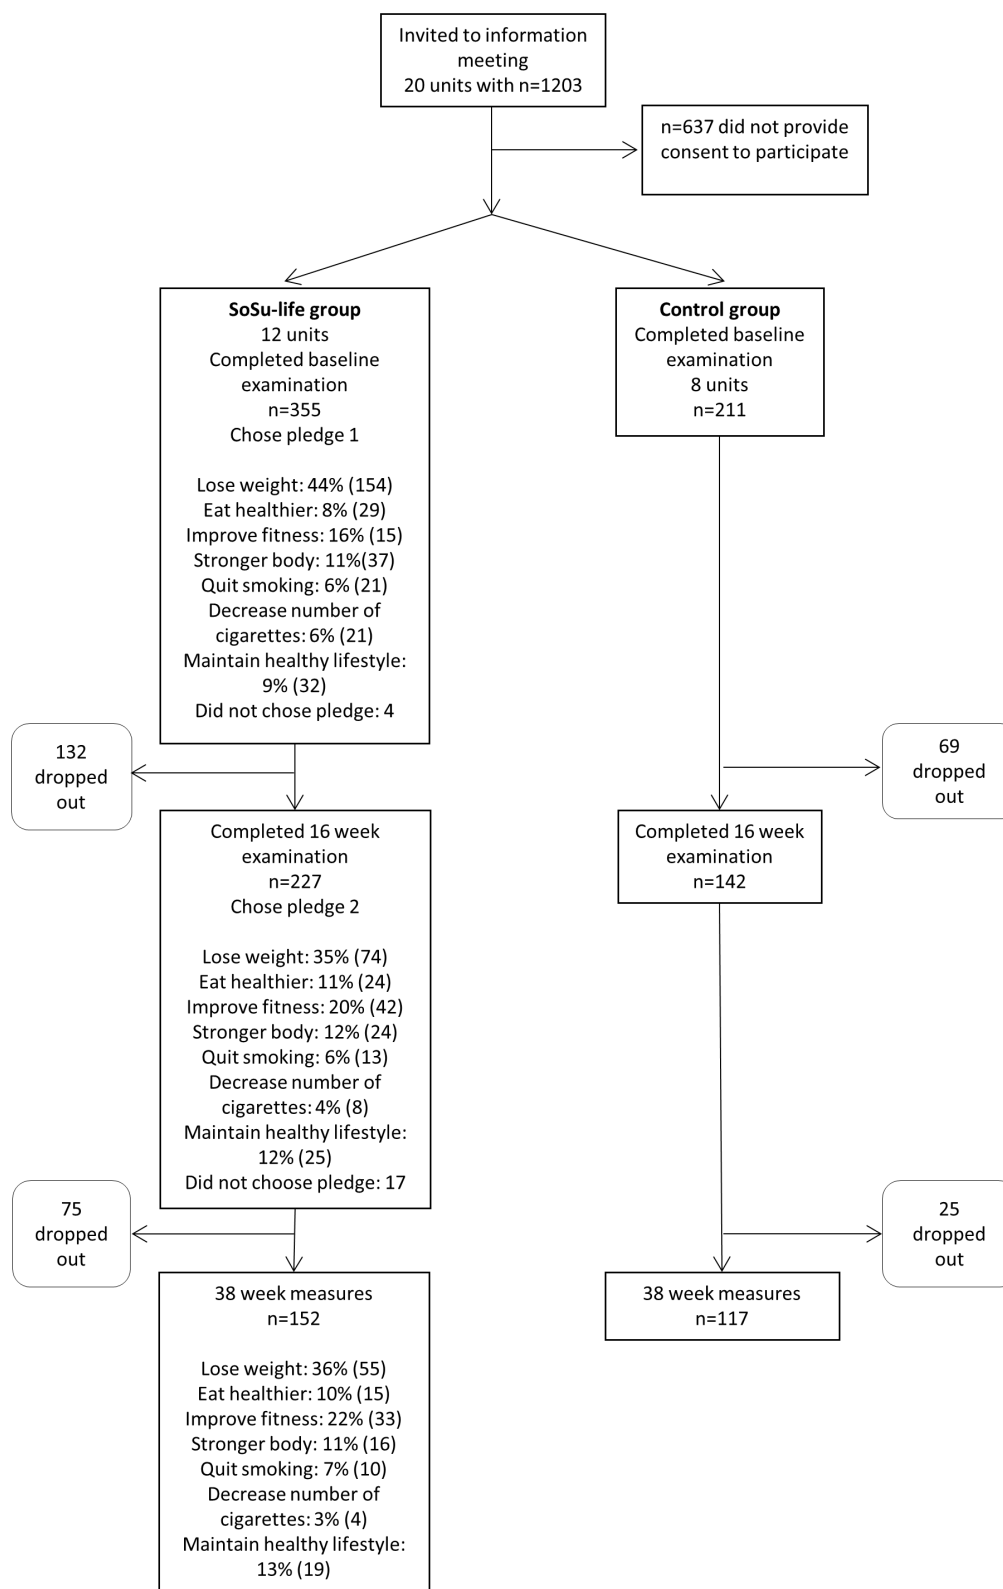 Invited to information
meeting
20 units with n=1203
n=637 did not provide
consent to participate
SoSu-life group
12 units
Completed baseline
examination
n=355
Chose pledge 1
Lose weight: 44% (154)
Eat healthier: 8% (29)
Improve fitness: 16% (15)
Stronger body: 11%(37)
Quit smoking: 6% (21)
Decrease number of
cigarettes: 6% (21)
Maintain healthy lifestyle:
9% (32)
Did not chose pledge: 4
Control group
Completed baseline
examination
8 units
n=211
132
dropped
out
69
dropped
out
Completed 16 week
examination
n=227
Chose pledge 2
Lose weight: 35% (74)
Eat healthier: 11% (24)
Improve fitness: 20% (42)
Stronger body: 12% (24)
Quit smoking: 6% (13)
Decrease number of
cigarettes: 4% (8)
Maintain healthy lifestyle:
12% (25)
Did not choose pledge: 17
Completed 16 week
examination
n=142
75
dropped
out
25
dropped
out
38 week measures
n=152
Lose weight: 36% (55)
Eat healthier: 10% (15)
Improve fitness: 22% (33)
Stronger body: 11% (16)
Quit smoking: 7% (10)
Decrease number of
cigarettes: 3% (4)
Maintain healthy lifestyle:
13% (19)
38 week measures
n=117